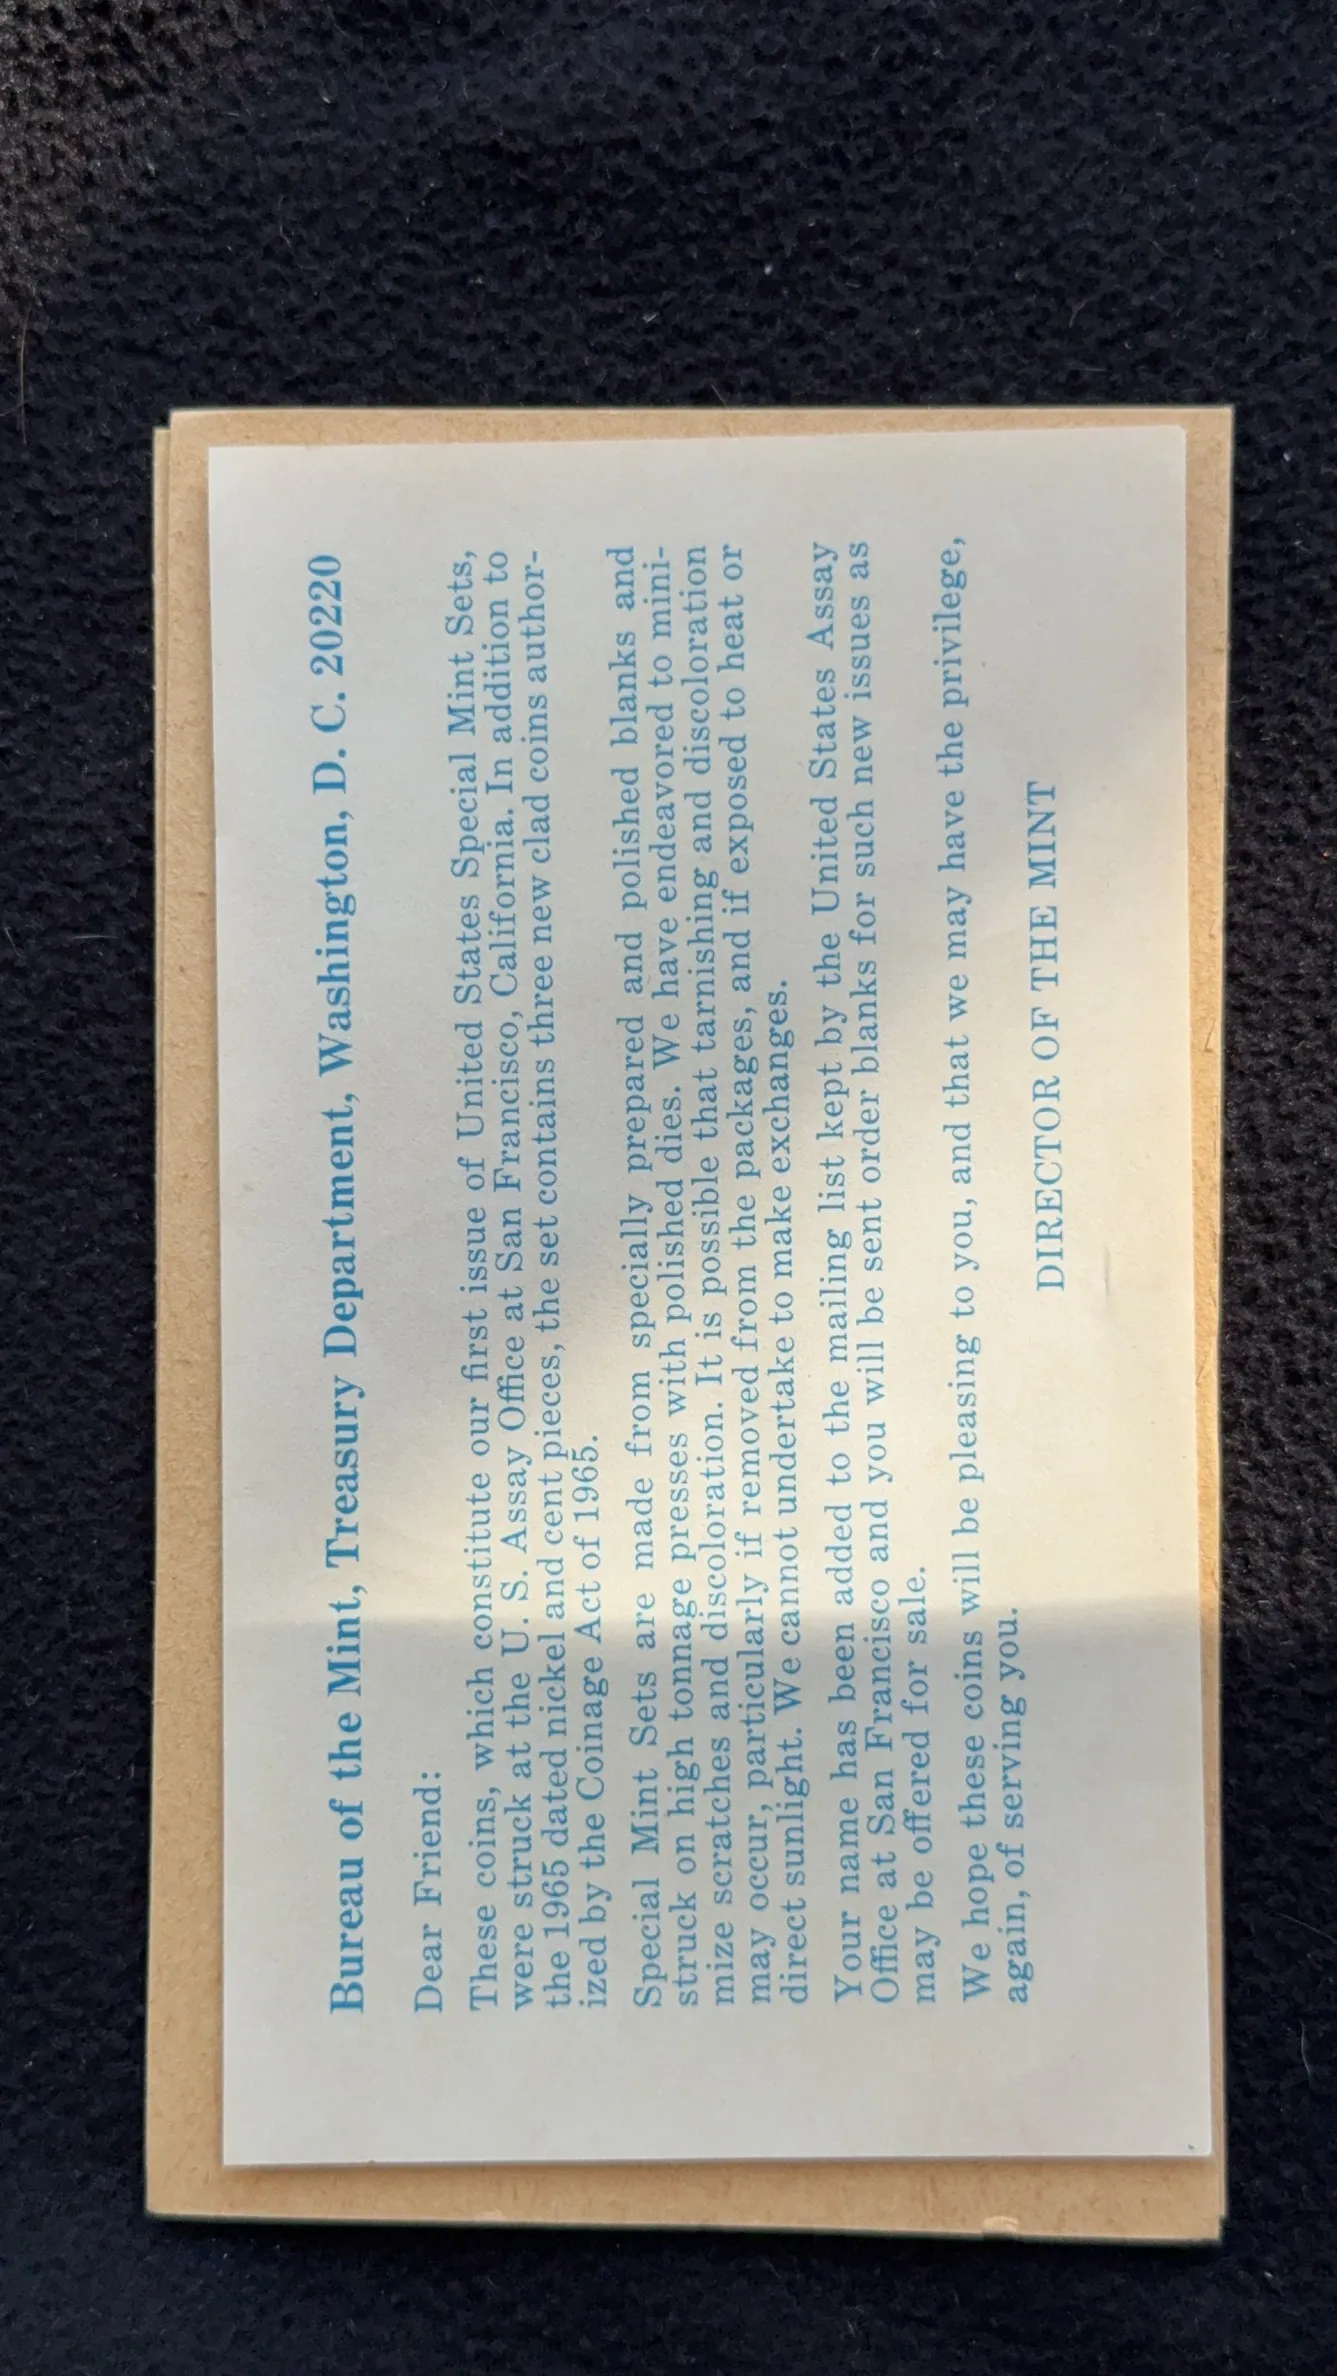 Bureau of the Mint, Treasury Department, Washington, D. C. 20220
Dear Friend:
These coins, which constitute our first issue of United States Special Mint Sets,
were struck at the U. S. Assay Office at San Francisco, California. In addition to
the 1965 dated nickel and cent pieces, the set contains three new clad coins author-
ized by the Coinage Act of 1965.
Special Mint Sets are made from specially prepared and polished blanks and
struck on high tonnage presses with polished dies. We have endeavored to mini-
mize scratches and discoloration. It is possible that tarnishing and discoloration
may occur, particularly if removed from the packages, and if exposed to heat or
direct sunlight. We cannot undertake to make exchanges.
Your name has been added to the mailing list kept by the United States Assay
Office at San Francisco and you will be sent order blanks for such new issues as
may be offered for sale.
We hope these coins will be pleasing to you, and that we may have the privilege,
again, of serving you.
DIRECTOR OF THE MINT